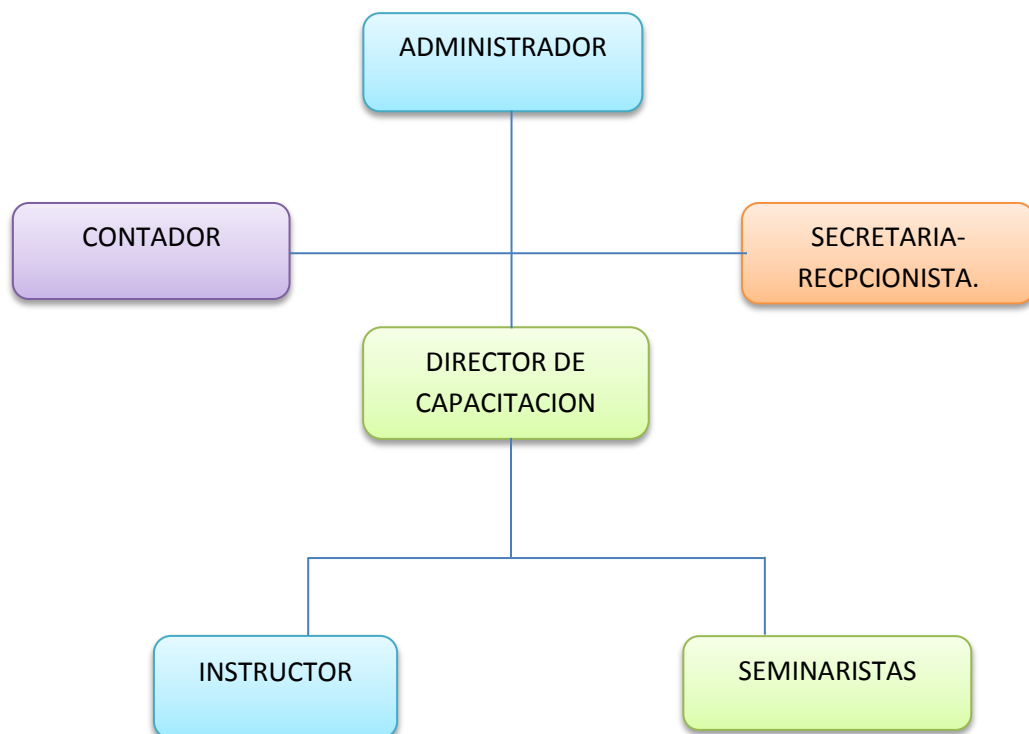 ADMINISTRADOR
CONTADOR
SECRETARIA-
RECPCIONISTA.
DIRECTOR DE
CAPACITACION
INSTRUCTOR
SEMINARISTAS